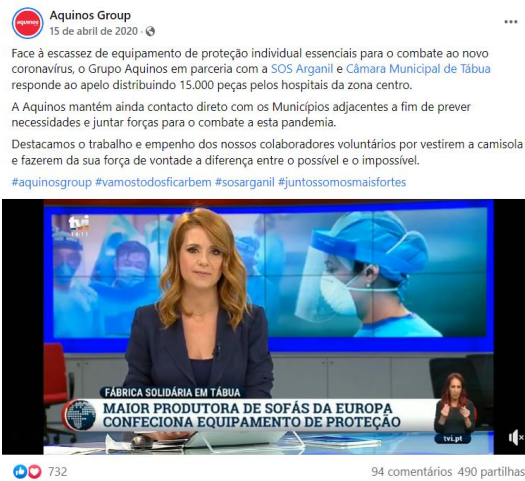 aquinos
Aquinos Group
15 de abril de 2020 ·
Face à escassez de equipamento de proteção individual essenciais para o combate ao novo
coronavírus, o Grupo Aquinos em parceria com a SOS Arganil e Câmara Municipal de Tábua
responde ao apelo distribuindo 15.000 peças pelos hospitais da zona centro.
A Aquinos mantém ainda contacto direto com os Municípios adjacentes a fim de prever
necessidades e juntar forças para o combate a esta pandemia.
Destacamos o trabalho e empenho dos nossos colaboradores voluntários por vestirem a camisola
e fazerem da sua força de vontade a diferença entre o possível e o impossível.
#aquinosgroup #vamostodosficarbem #sosarganil #juntossomosmaisfortes
tvi
14:11
FÁBRICA SOLIDÁRIA EM TÁBUA
MAIOR PRODUTORA DE SOFÁS DA EUROPA
CONFECIONA EQUIPAMENTO DE PROTEÇÃO
tvi.pt
732
94 comentários 490 partilhas